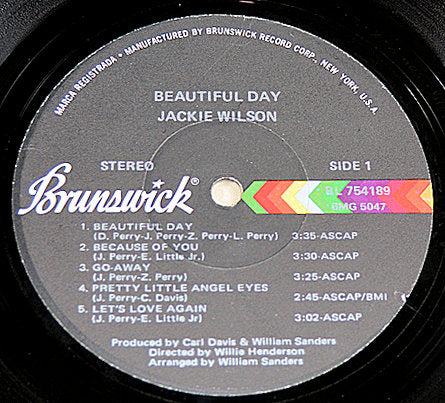 MARCA REGISTRADA • MANUFACTURED BY BRUNSWICK RECORD CORP., NEW YORK, U.S.A.
BEAUTIFUL DAY
JACKIE WILSON
STEREO SIDE 1
Brunswick®
BL 754189
BMG 5047
1. BEAUTIFUL DAY
(D. Perry-J. Perry-Z. Perry-L. Perry) 3:35-ASCAP
2. BECAUSE OF YOU
(J. Perry-E. Little Jr.) 3:30-ASCAP
3. GO-AWAY
(J. Perry-Z. Perry) 3:25-ASCAP
4. PRETTY LITTLE ANGEL EYES
(J. Perry-C. Davis) 2:45-ASCAP/BMI
5. LET'S LOVE AGAIN
(J. Perry-E. Little Jr) 3:02-ASCAP
Produced by Carl Davis & William Sanders
Directed by Willie Henderson
Arranged by William Sanders